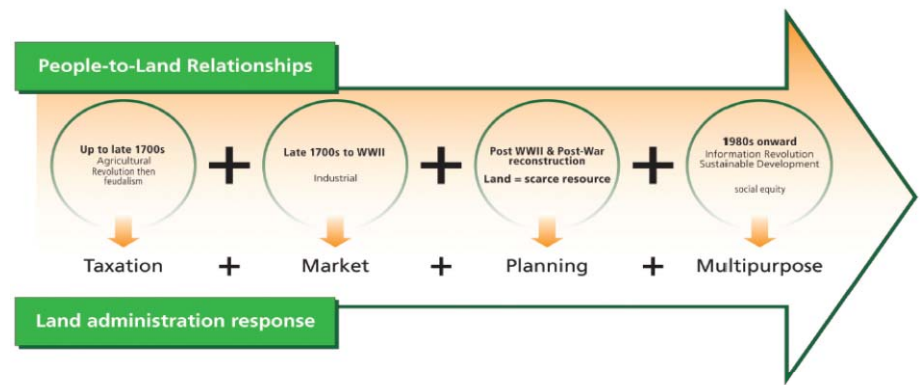 People-to-Land Relationships
Up to late 1700s
Agricultural
Revolution then
feudalism
+
Late 1700s to WWII
Industrial
+
Post WWII & Post-War
reconstruction
Land = scarce resource
+
1980s onward
Information Revolution
Sustainable Development
social equity
Taxation + Market + Planning + Multipurpose
Land administration response